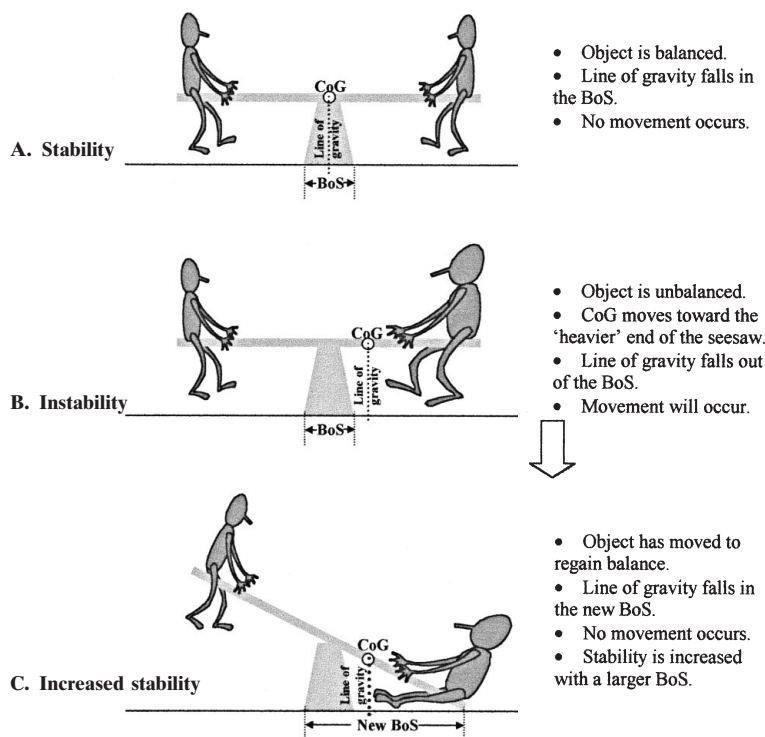 CoG
Line of
gravity
A. Stability
BoS
• Object is balanced.
• Line of gravity falls in
the BoS.
• No movement occurs.
CoG
Line of
gravity
B. Instability
BoS
• Object is unbalanced.
• CoG moves toward the
‘heavier’ end of the seesaw.
• Line of gravity falls out
of the BoS.
• Movement will occur.
CoG
Line of
gravity
C. Increased stability
New BoS
• Object has moved to
regain balance.
• Line of gravity falls in
the new BoS.
• No movement occurs.
• Stability is increased
with a larger BoS.